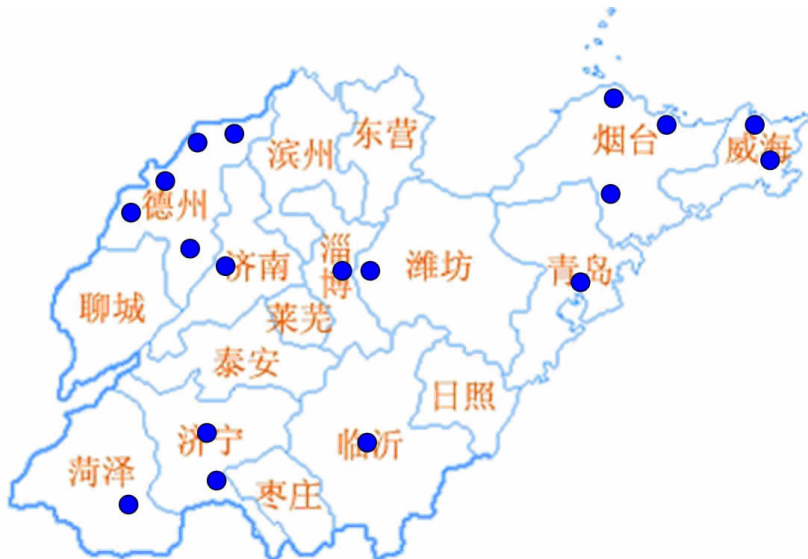 东营
滨州
烟台
威海
德州
济南
淄博
潍坊
青岛
聊城
莱芜
泰安
日照
济宁
临沂
菏泽
枣庄